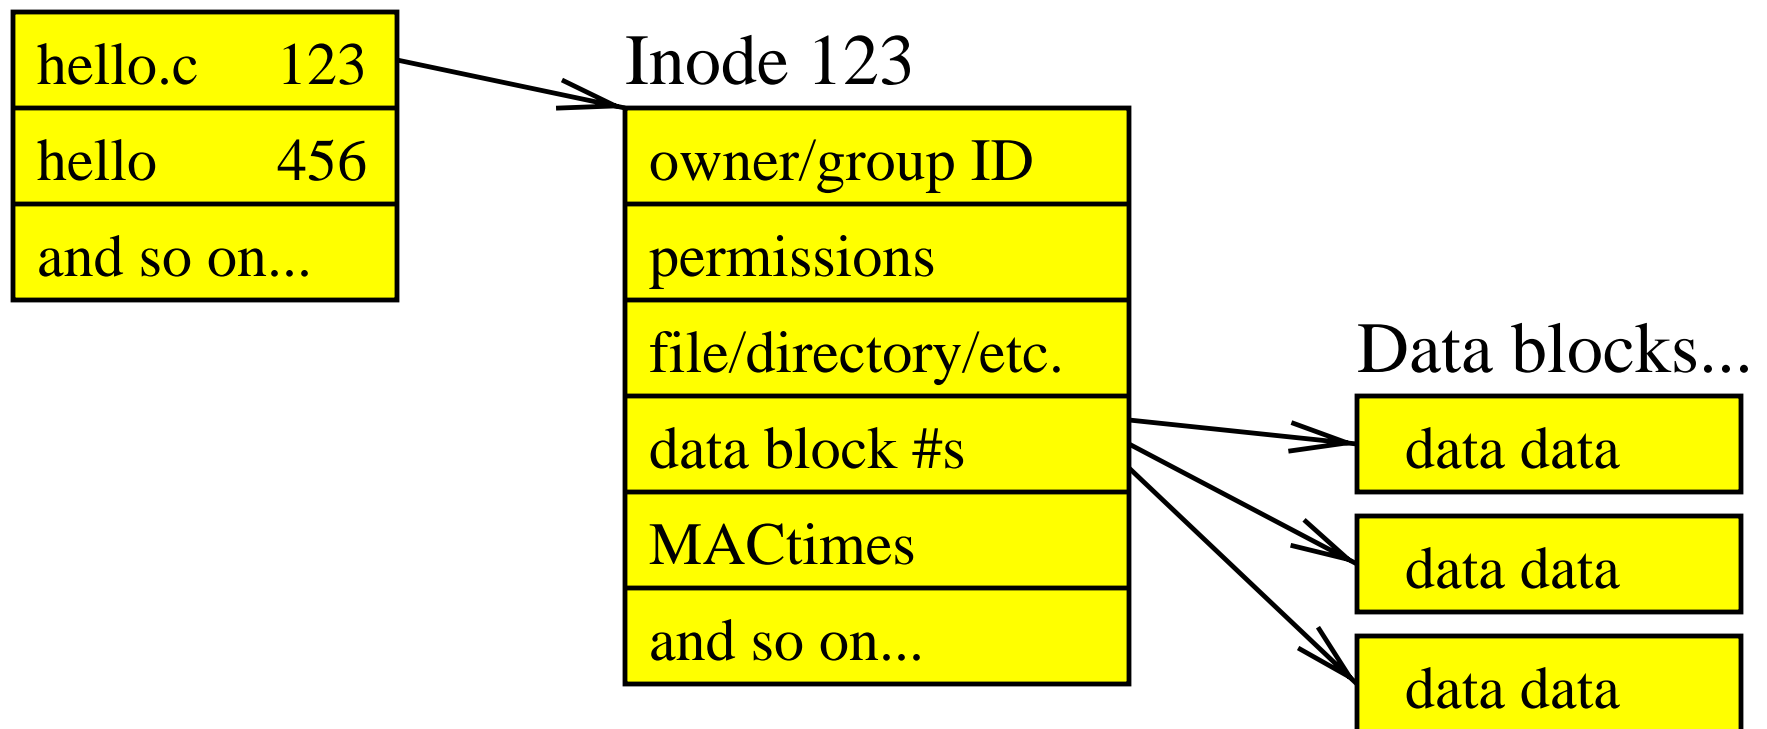 hello.c 123
hello 456
and so on...
Inode 123
owner/group ID
permissions
file/directory/etc.
data block #s
MACtimes
and so on...
Data blocks...
data data
data data
data data